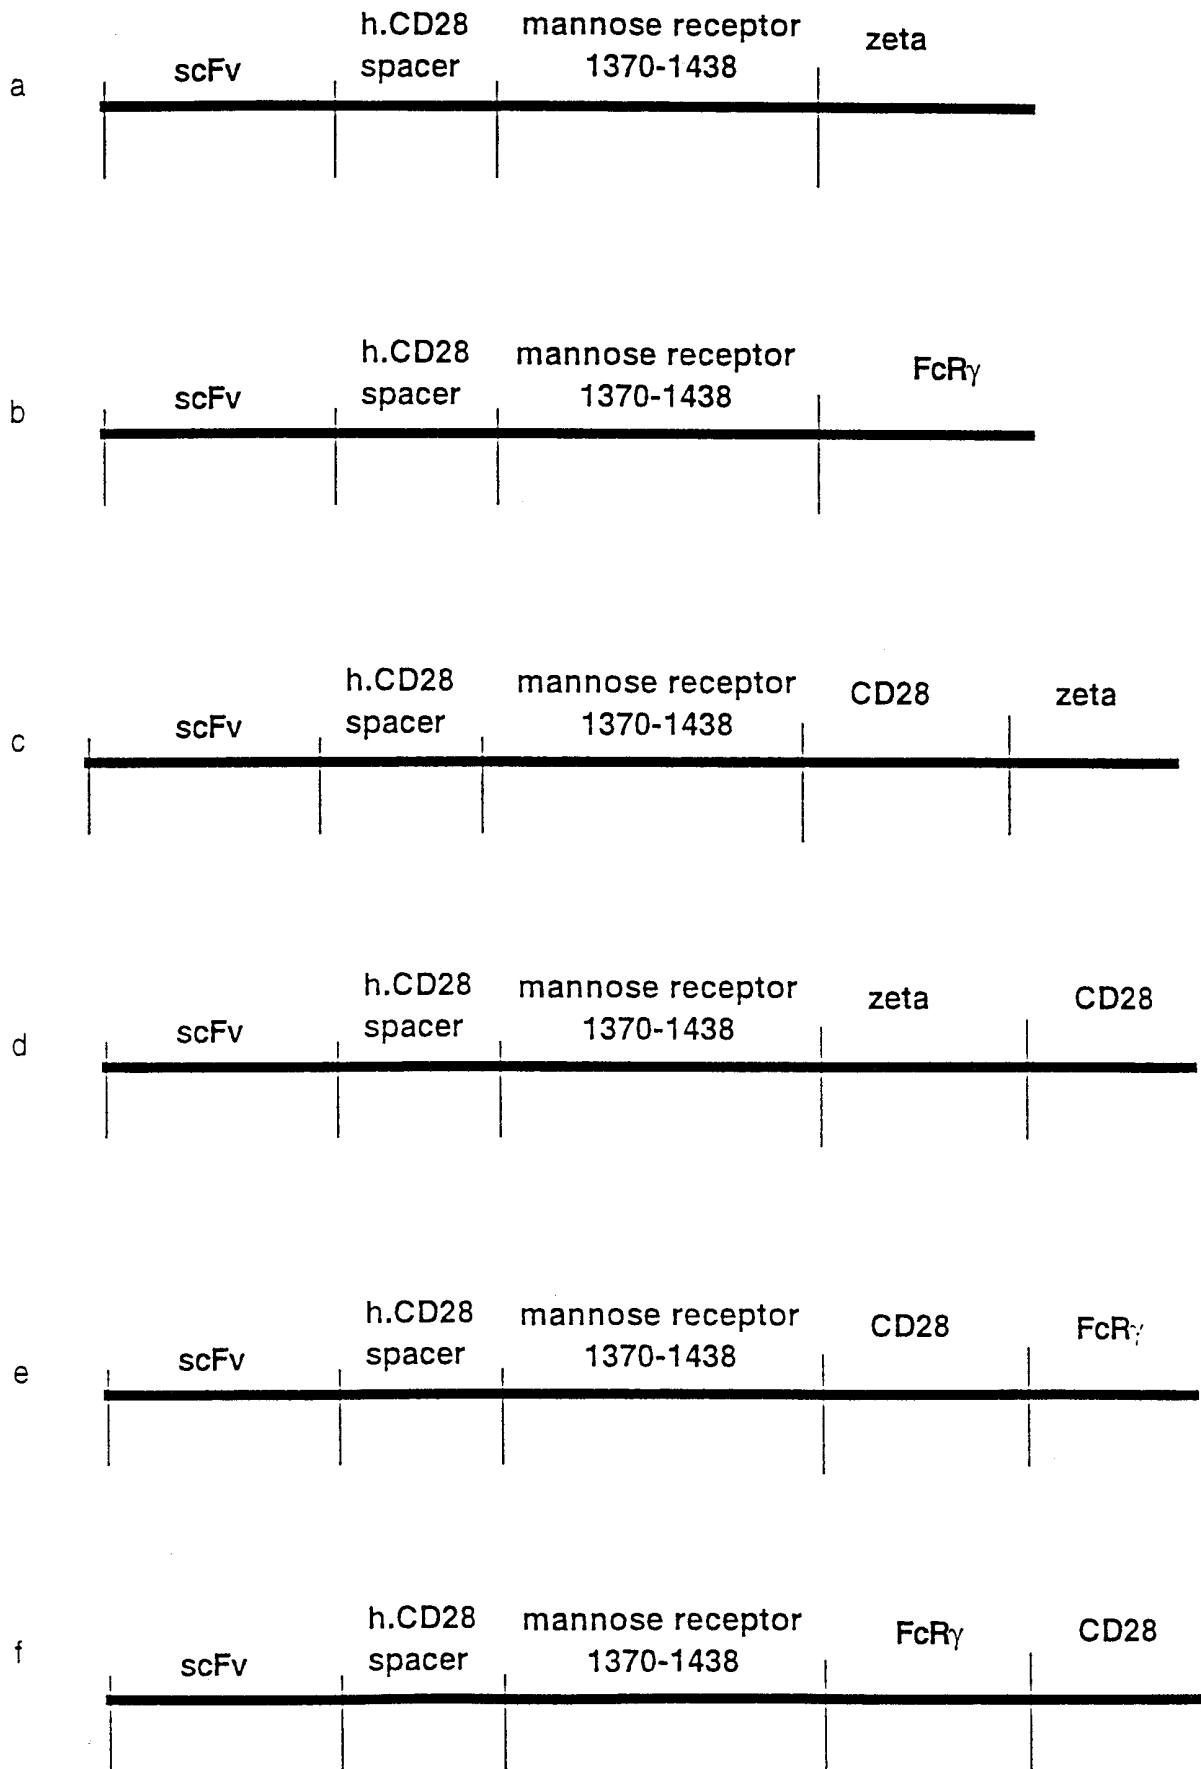 a
scFv
h.CD28
spacer
mannose receptor
1370-1438
zeta
b
scFv
h.CD28
spacer
mannose receptor
1370-1438
FcRγ
c
scFv
h.CD28
spacer
mannose receptor
1370-1438
CD28
zeta
d
scFv
h.CD28
spacer
mannose receptor
1370-1438
zeta
CD28
e
scFv
h.CD28
spacer
mannose receptor
1370-1438
CD28
FcRγ
f
scFv
h.CD28
spacer
mannose receptor
1370-1438
FcRγ
CD28